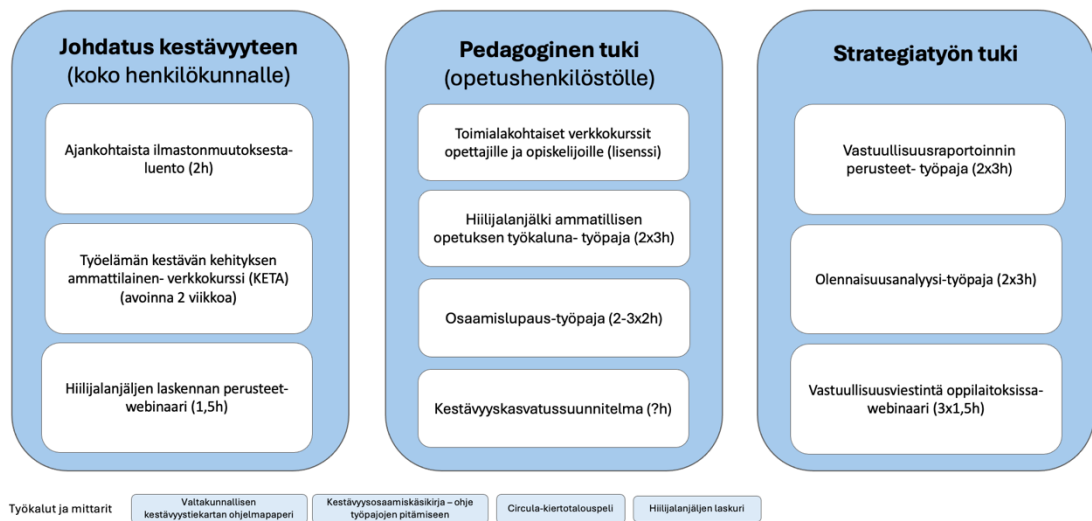 Johdatus kestävyyteen
(koko henkilökunnalle)
Ajankohtaista ilmastonmuutoksesta-
luento (2h)
Työelämän kestävän kehityksen
ammattilainen- verkkokurssi (KETA)
(avoinna 2 viikkoa)
Hiilijalanjäljen laskennan perusteet-
webinaari (1,5h)
Pedagoginen tuki
(opetushenkilöstölle)
Toimialakohtaiset verkkokurssit
opettajille ja opiskelijoille (lisenssi)
Hiilijalanjälki ammatillisen
opetuksen työkaluna- työpaja (2x3h)
Osaamislupaus-työpaja (2-3x2h)
Kestävyyskasvatussuunnitelma (?h)
Strategiatyön tuki
Vastuullisuusraportoinnin
perusteet- työpaja (2x3h)
Olennaisuusanalyysi-työpaja (2x3h)
Vastuullisuusviestintä oppilaitoksissa-
webinaari (3x1,5h)
Työkalut ja mittarit
Valtakunnallisen
kestävyystiekartan ohjelmapaperi
Kestävyysosaamiskäsikirja – ohje
työpajojen pitämiseen
Circula-kiertotalouspeli
Hiilijalanjäljen laskuri